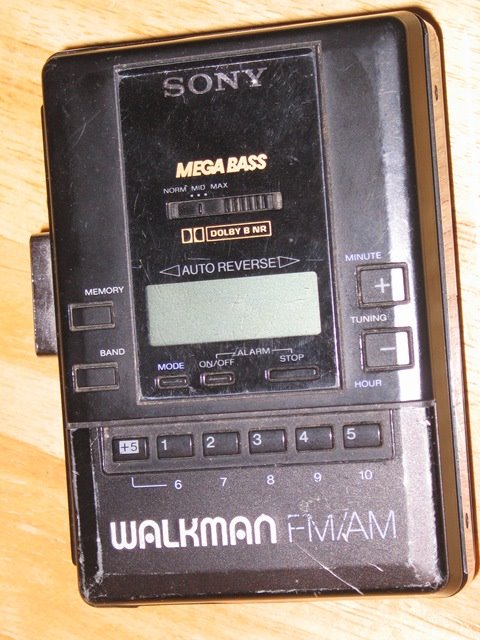 SONY
MEGA BASS
NORM MID MAX
DOLBY B NR
AUTO REVERSE
MINUTE
+
MEMORY
TUNING
BAND
−
ALARM
MODE ON/OFF STOP
HOUR
+5 1 2 3 4 5
6 7 8 9 10
WALKMAN FM/AM